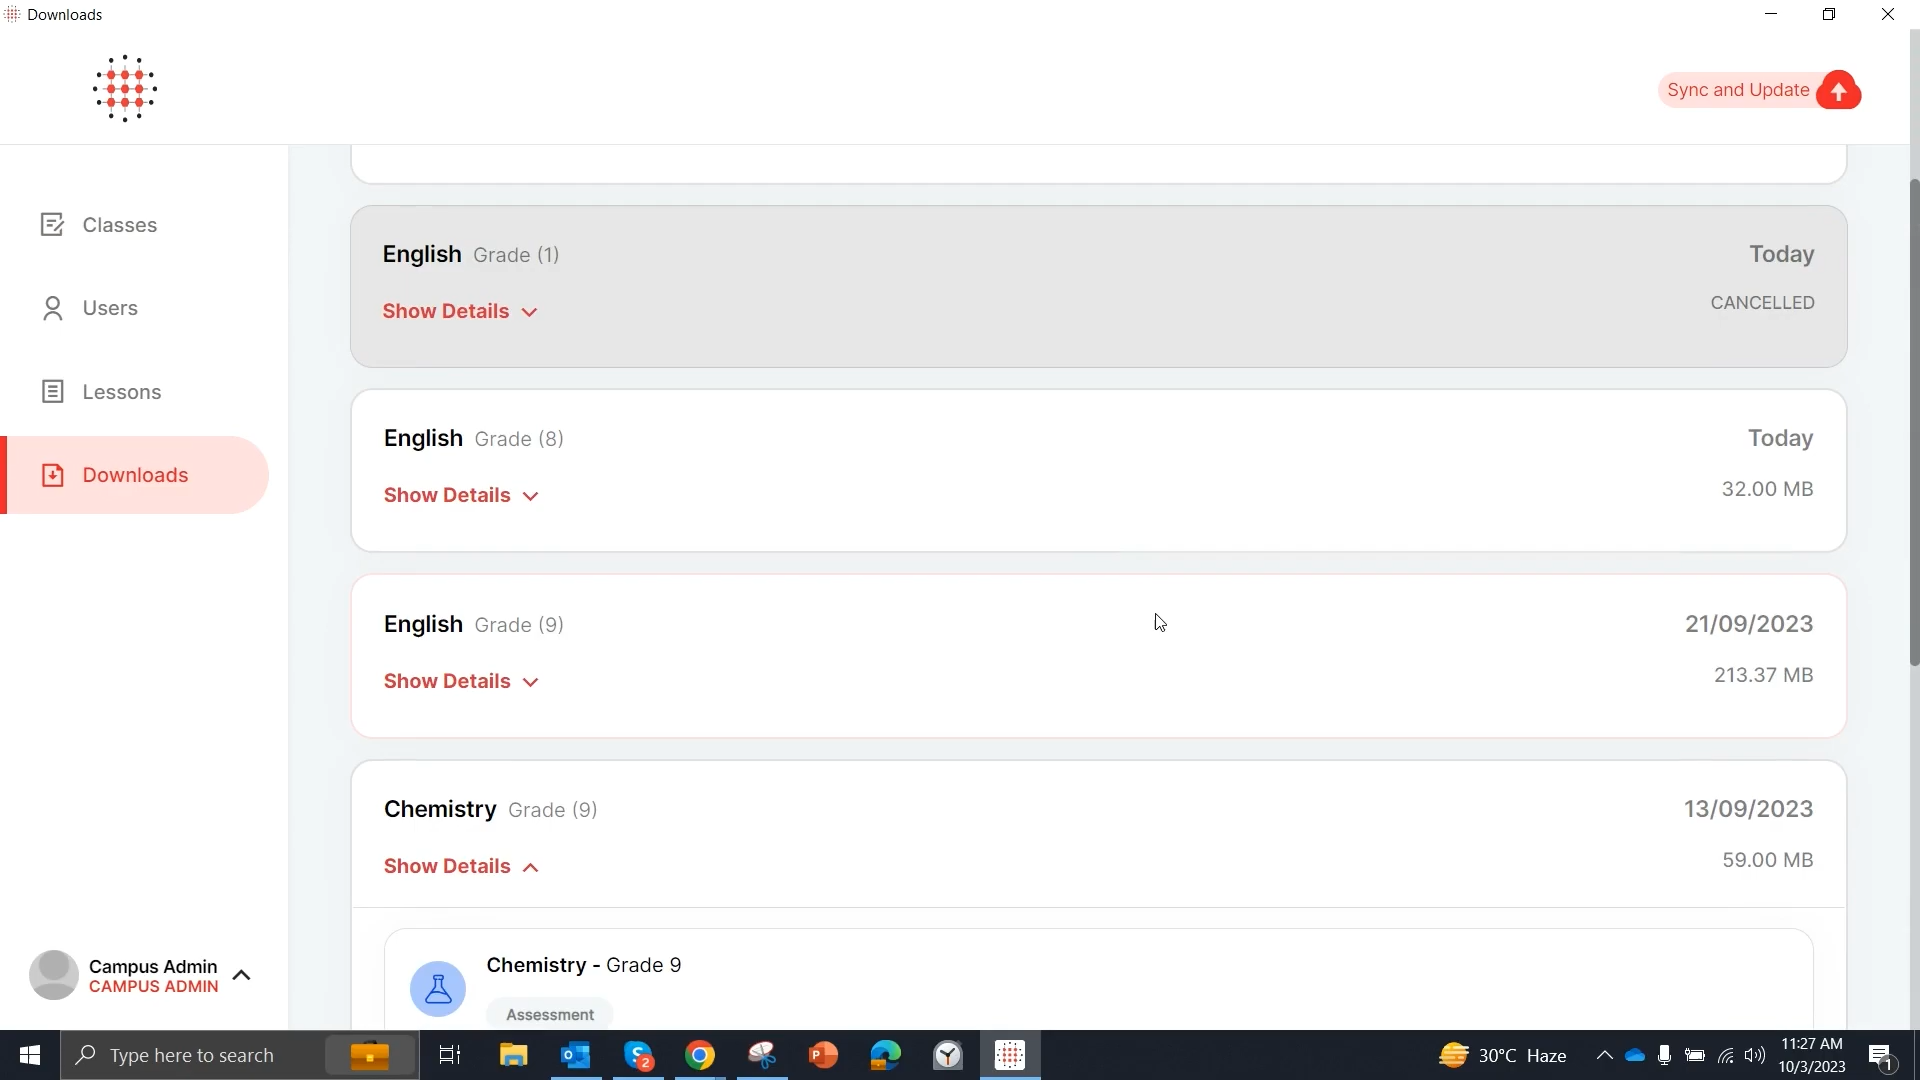 Downloads
Sync and Update
Classes
Users
Lessons
Downloads
English Grade (1)
Today
Show Details
CANCELLED
English Grade (8)
Today
Show Details
32.00 MB
English Grade (9)
21/09/2023
Show Details
213.37 MB
Chemistry Grade (9)
13/09/2023
Show Details
59.00 MB
Chemistry - Grade 9
Assessment
Campus Admin
CAMPUS ADMIN
Type here to search
2
30°C Haze
11:27 AM
10/3/2023
1